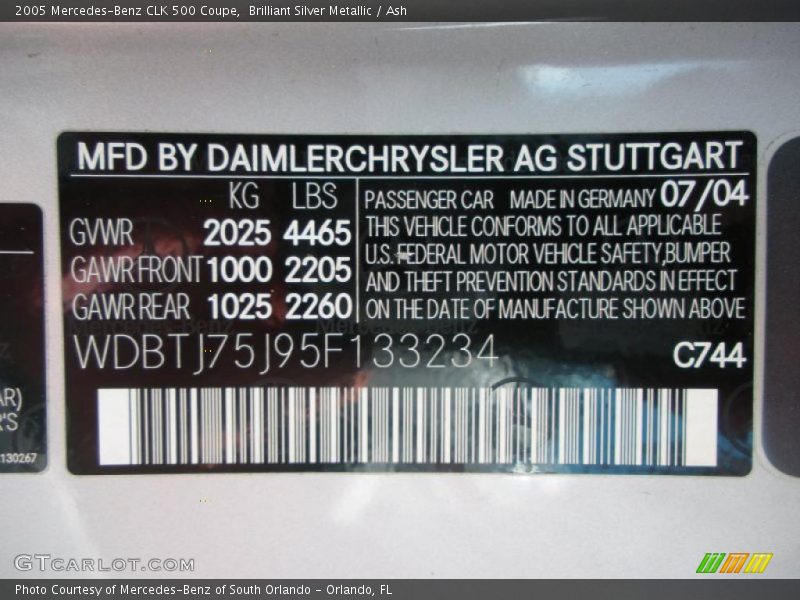 2005 Mercedes-Benz CLK 500 Coupe, Brilliant Silver Metallic / Ash
MFD BY DAIMLERCHRYSLER AG STUTTGART
KG LBS
GVWR 2025 4465
GAWR FRONT 1000 2205
GAWR REAR 1025 2260
PASSENGER CAR MADE IN GERMANY 07/04
THIS VEHICLE CONFORMS TO ALL APPLICABLE
U.S. FEDERAL MOTOR VEHICLE SAFETY,BUMPER
AND THEFT PREVENTION STANDARDS IN EFFECT
ON THE DATE OF MANUFACTURE SHOWN ABOVE
WDBTJ75J95F133234
C744
AR)
R'S
130267
GTCARLOT.COM
Photo Courtesy of Mercedes-Benz of South Orlando - Orlando, FL